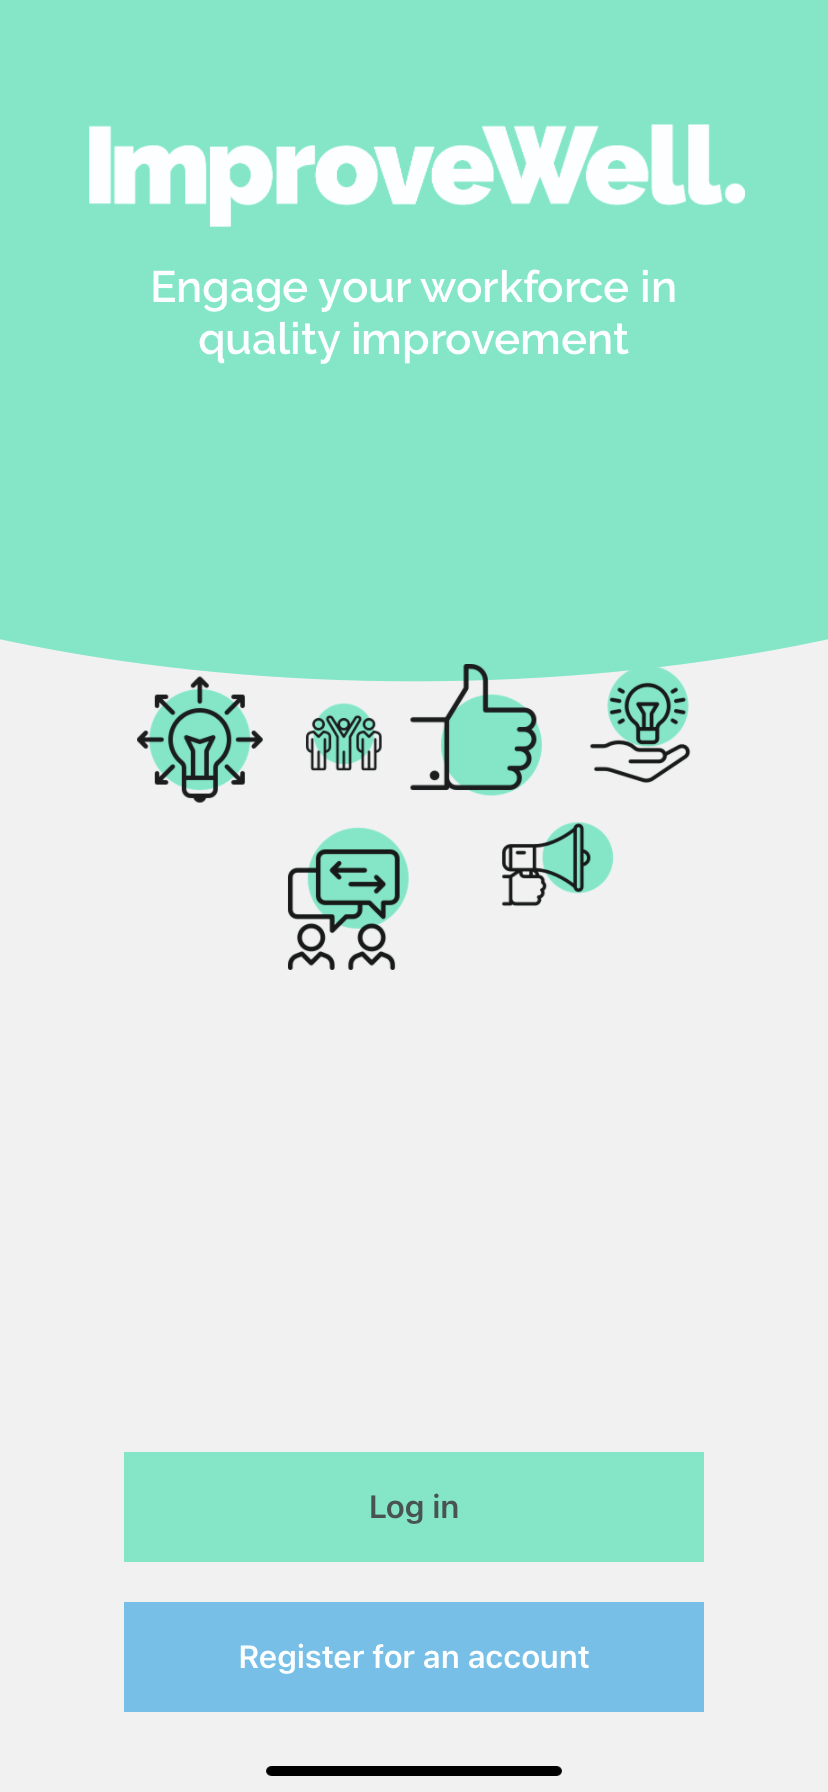 ImproveWell.
Engage your workforce in
quality improvement
Log in
Register for an account